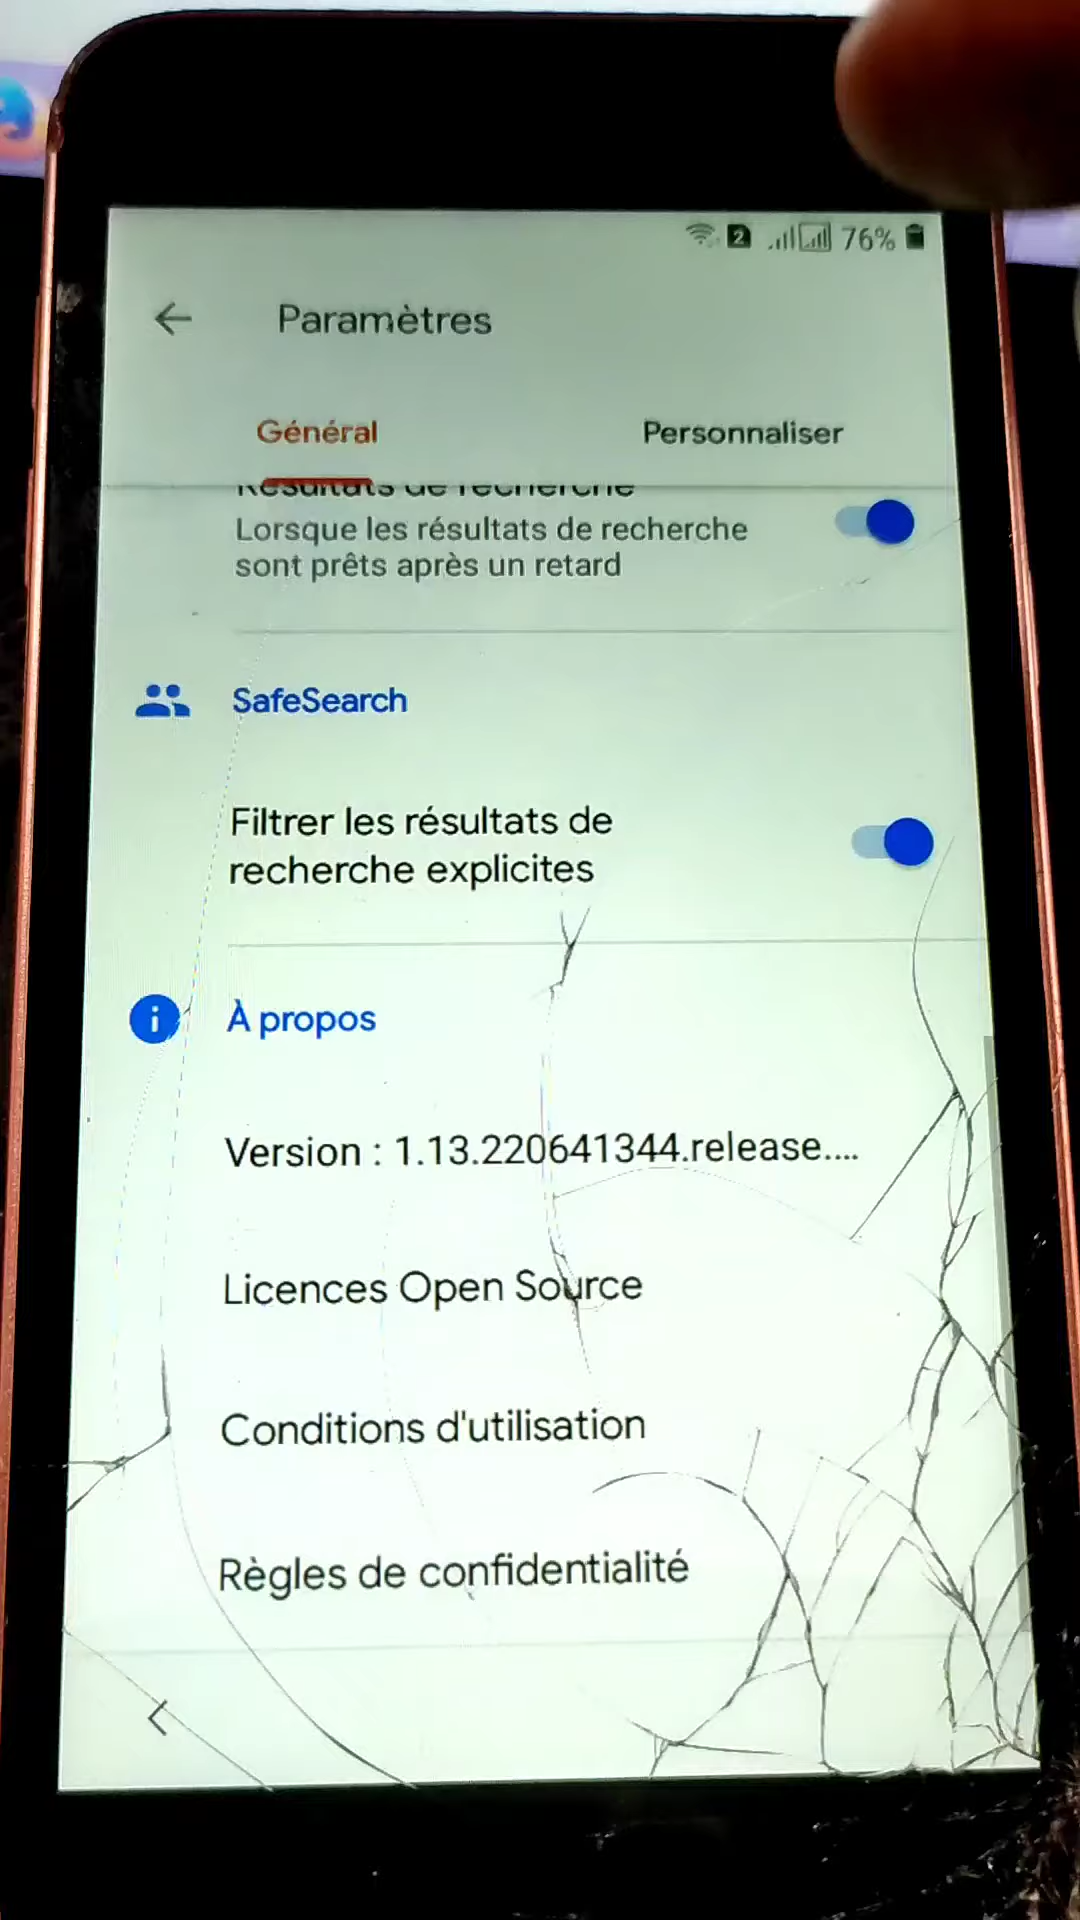 2 76%
Paramètres
Général Personnaliser
Résultats de recherche
Lorsque les résultats de recherche
sont prêts après un retard
SafeSearch
Filtrer les résultats de
recherche explicites
À propos
Version : 1.13.220641344.release....
Licences Open Source
Conditions d'utilisation
Règles de confidentialité